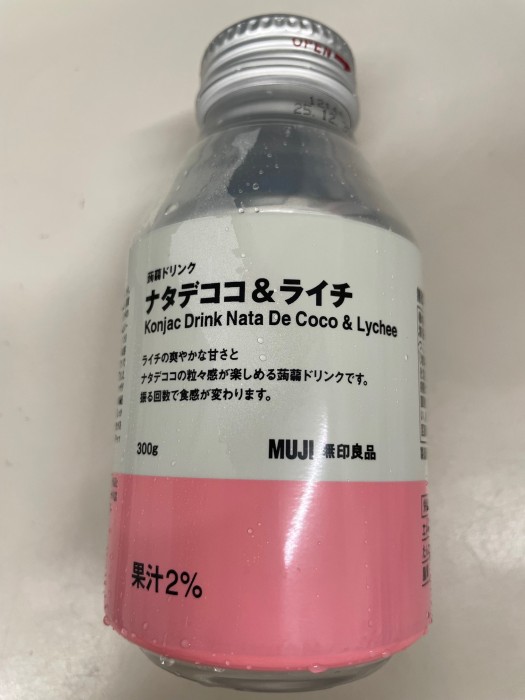 OPEN
25.12
蒟蒻ドリンク
ナタデココ&ライチ
Konjac Drink Nata De Coco & Lychee
ライチの爽やかな甘さと
ナタデココの粒々感が楽しめる蒟蒻ドリンクです。
振る回数で食感が変わります。
300g
MUJI 無印良品
果汁2%